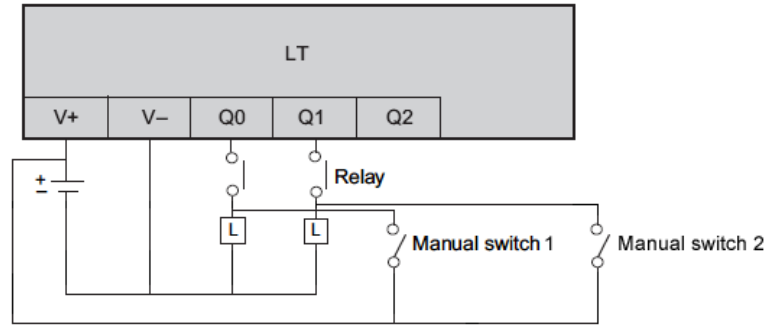 LT
V+ V– Q0 Q1 Q2
+
–
Relay
L L
Manual switch 1 Manual switch 2